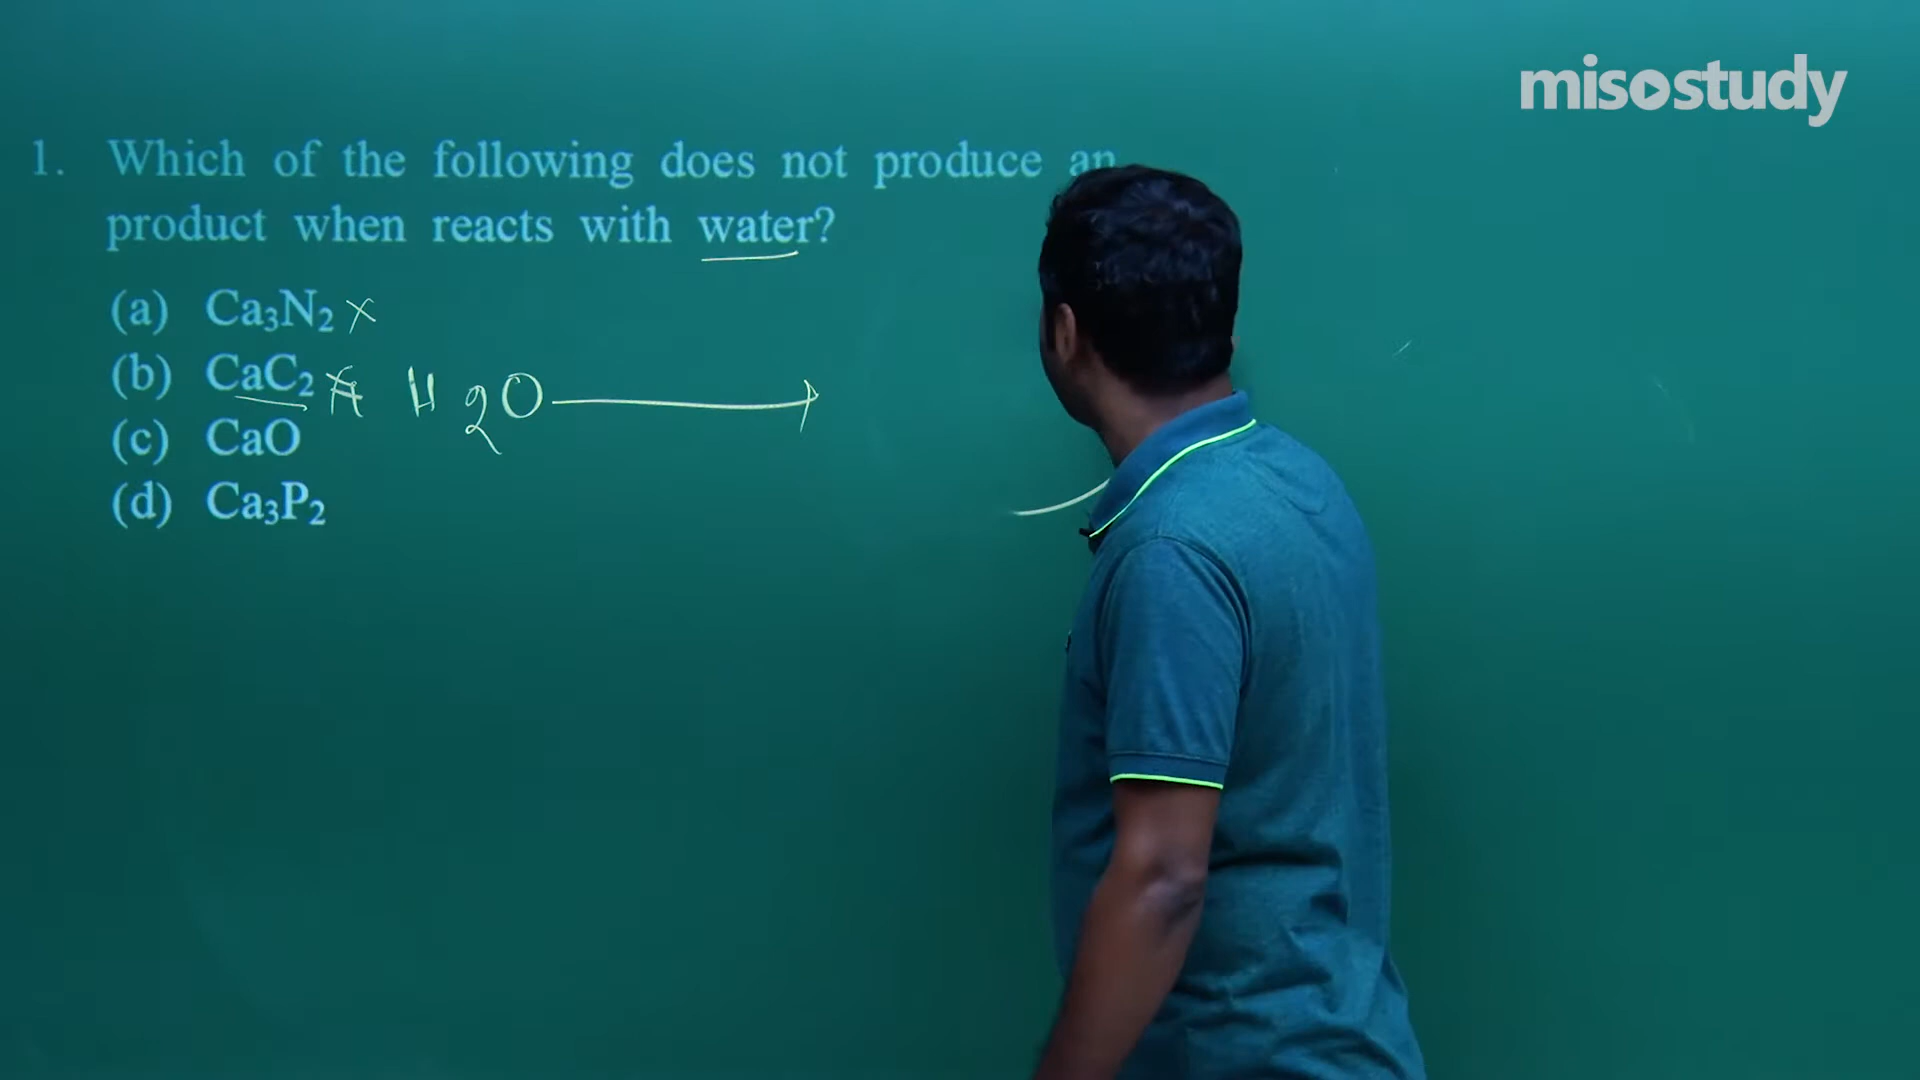 misostudy
1. Which of the following does not produce an
product when reacts with water?
(a) Ca₃N₂ ×
(b) CaC₂ + H₂O →
(c) CaO
(d) Ca₃P₂